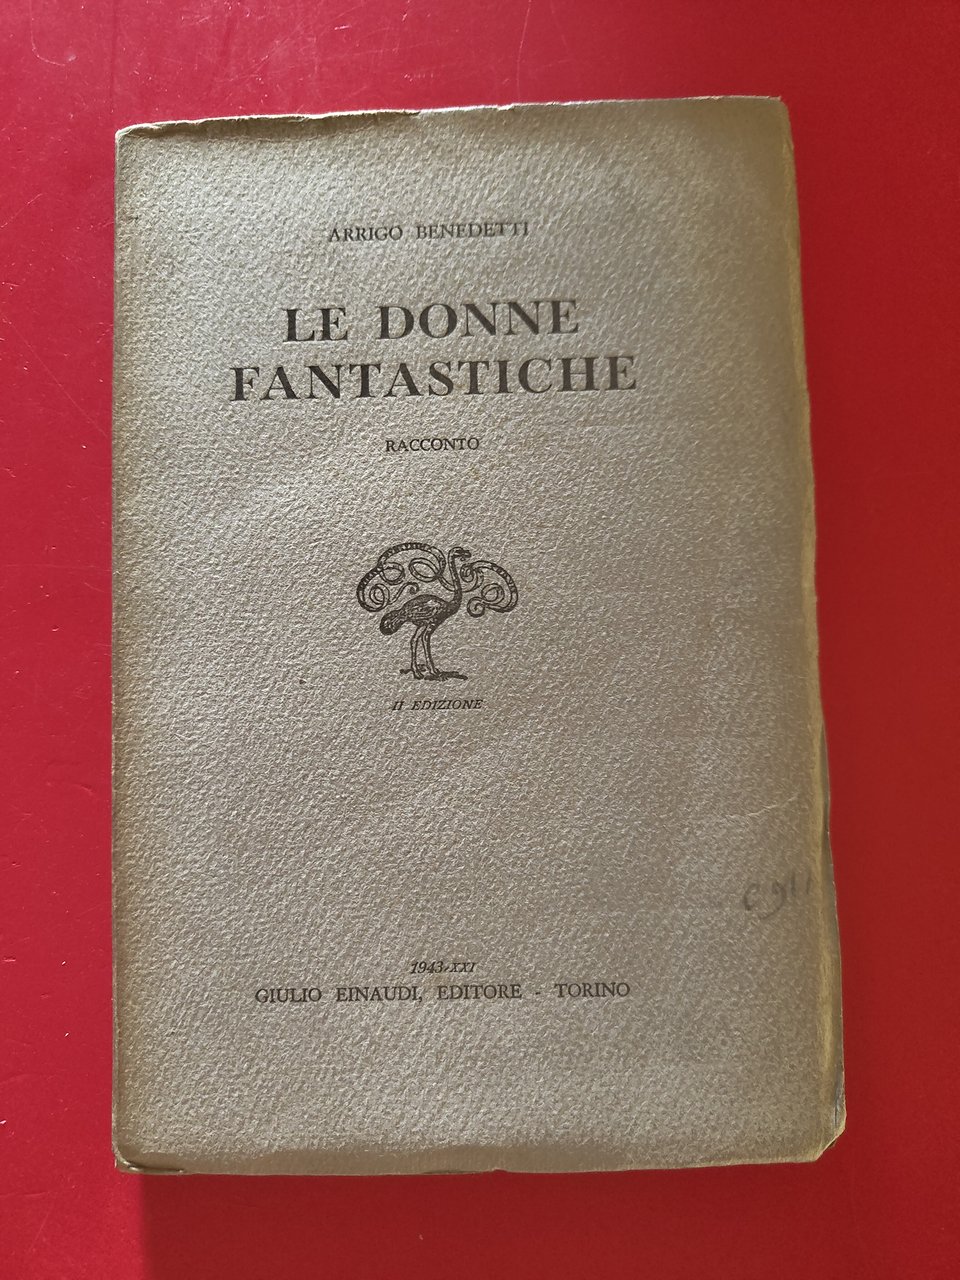 ARRIGO BENEDETTI
LE DONNE
FANTASTICHE
RACCONTO
II EDIZIONE
1943-XXI
GIULIO EINAUDI, EDITORE - TORINO